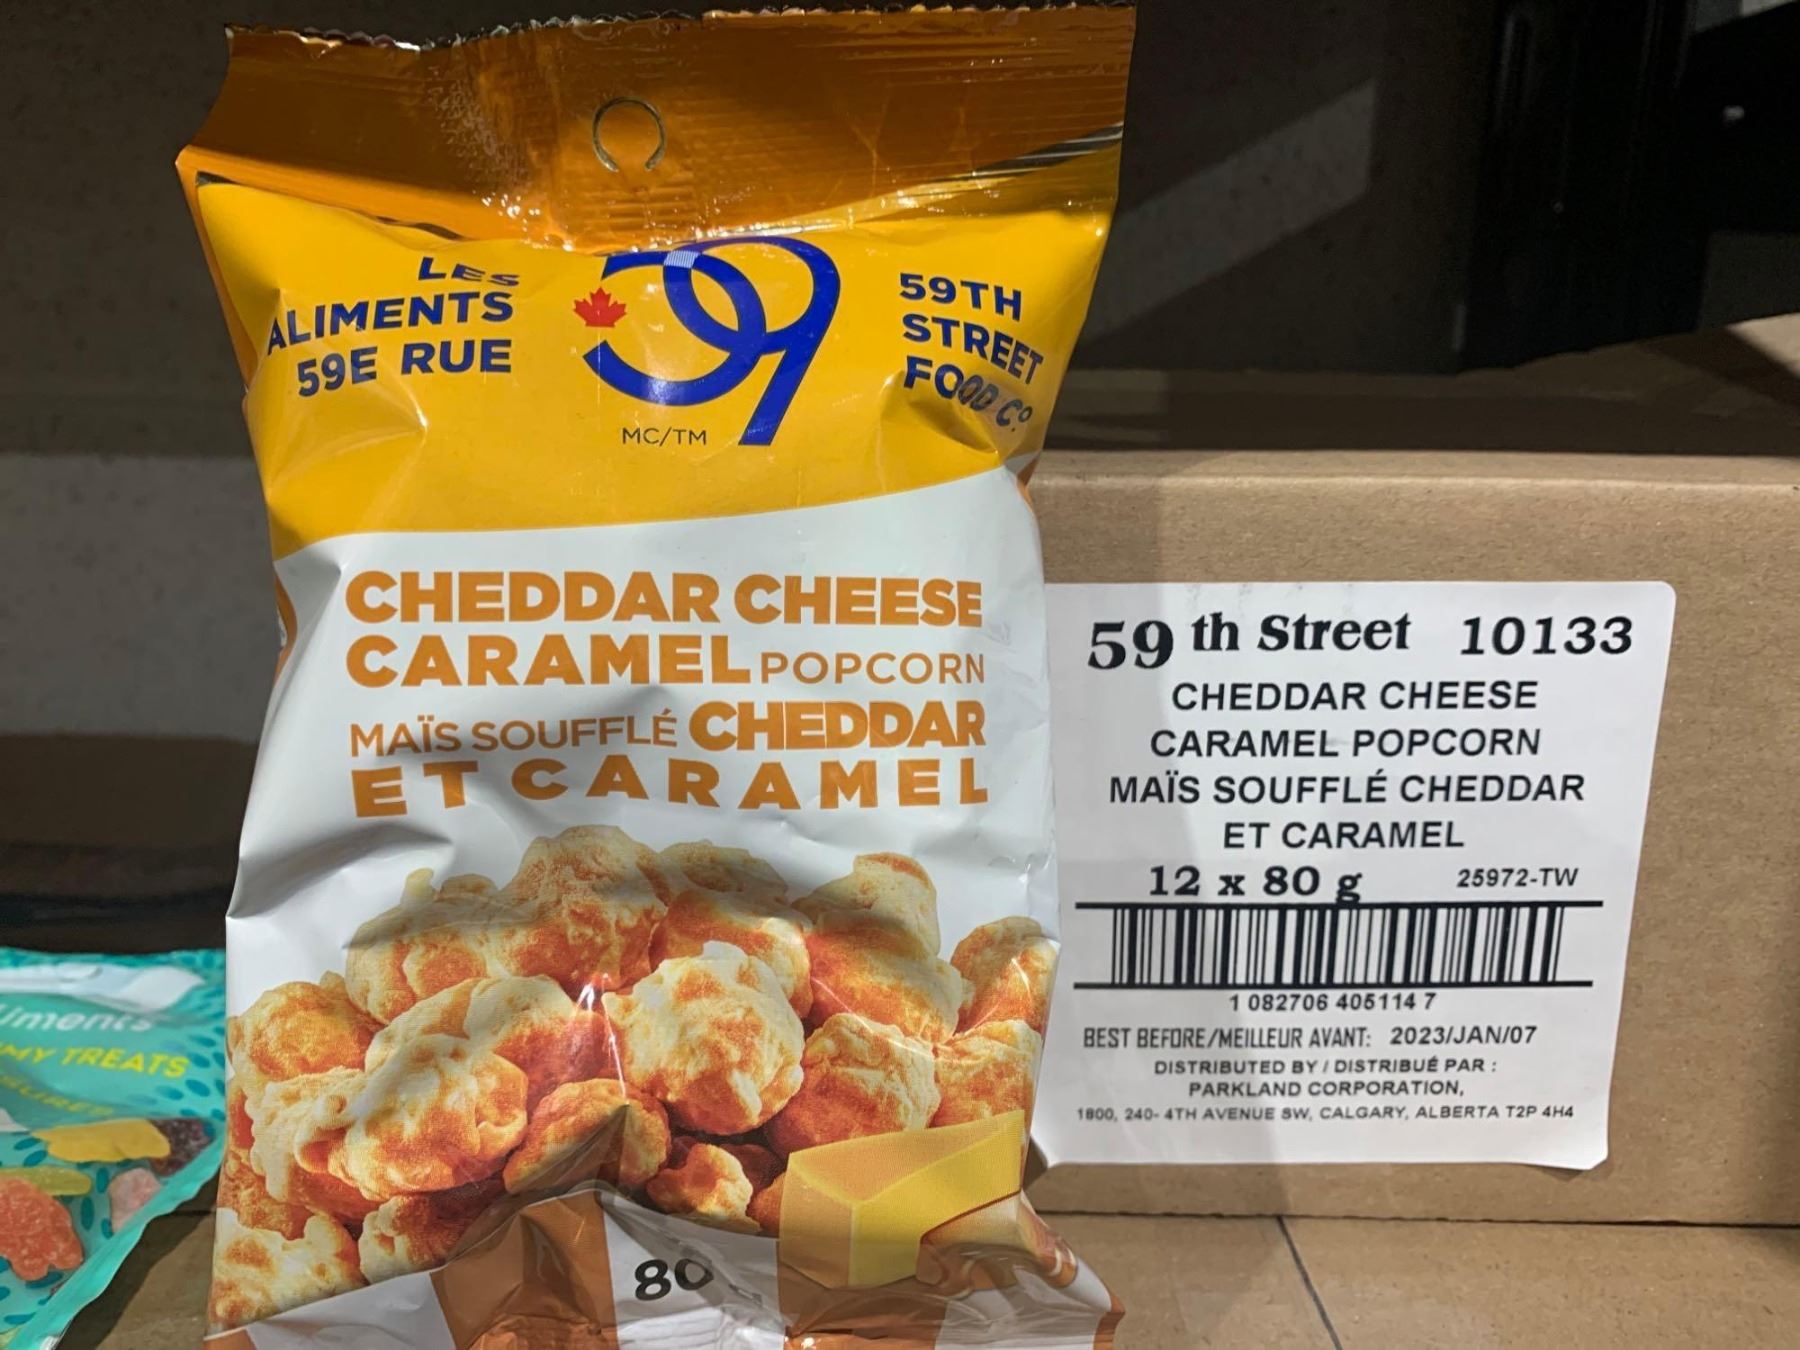 LES
ALIMENTS
59E RUE
59
MC/TM
59TH
STREET
FOOD Cº
CHEDDAR CHEESE
CARAMEL POPCORN
MAÏS SOUFFLÉ CHEDDAR
ET CARAMEL
80
59 th Street 10133
CHEDDAR CHEESE
CARAMEL POPCORN
MAÏS SOUFFLÉ CHEDDAR
ET CARAMEL
12 x 80 g 25972-TW
1 082706 405114 7
BEST BEFORE/MEILLEUR AVANT: 2023/JAN/07
DISTRIBUTED BY / DISTRIBUÉ PAR :
PARKLAND CORPORATION,
1800, 240- 4TH AVENUE SW, CALGARY, ALBERTA T2P 4H4
TREATS